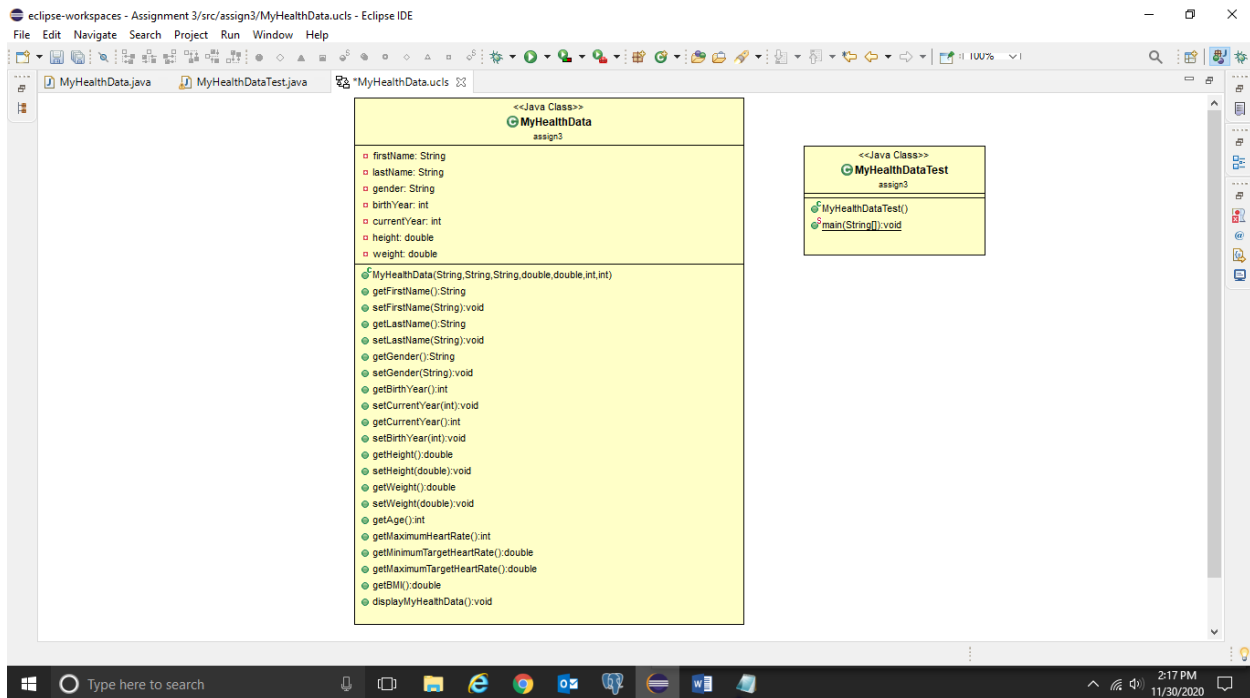 eclipse-workspaces - Assignment 3/src/assign3/MyHealthData.ucls - Eclipse IDE
File Edit Navigate Search Project Run Window Help
100%
MyHealthData.java
MyHealthDataTest.java
*MyHealthData.ucls
<<Java Class>>
MyHealthData
assign3
firstName: String
lastName: String
gender: String
birthYear: int
currentYear: int
height: double
weight: double
MyHealthData(String,String,String,double,double,int,int)
getFirstName():String
setFirstName(String):void
getLastName():String
setLastName(String):void
getGender():String
setGender(String):void
getBirthYear():int
setCurrentYear(int):void
getCurrentYear():int
setBirthYear(int):void
getHeight():double
setHeight(double):void
getWeight():double
setWeight(double):void
getAge():int
getMaximumHeartRate():int
getMinimumTargetHeartRate():double
getMaximumTargetHeartRate():double
getBMI():double
displayMyHealthData():void
<<Java Class>>
MyHealthDataTest
assign3
MyHealthDataTest()
main(String[]):void
Type here to search
2:17 PM
11/30/2020